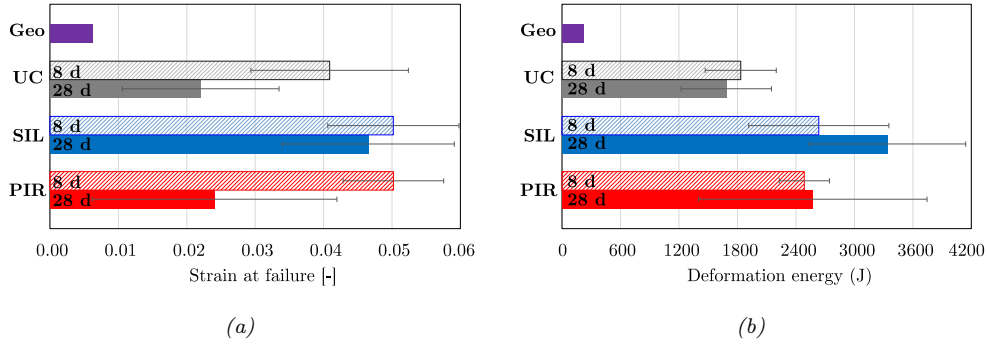 Geo
UC
8 d
28 d
SIL
8 d
28 d
PIR
8 d
28 d
0.00 0.01 0.02 0.03 0.04 0.05 0.06
Strain at failure [-]
(a)
Geo
UC
8 d
28 d
SIL
8 d
28 d
PIR
8 d
28 d
0 600 1200 1800 2400 3000 3600 4200
Deformation energy (J)
(b)